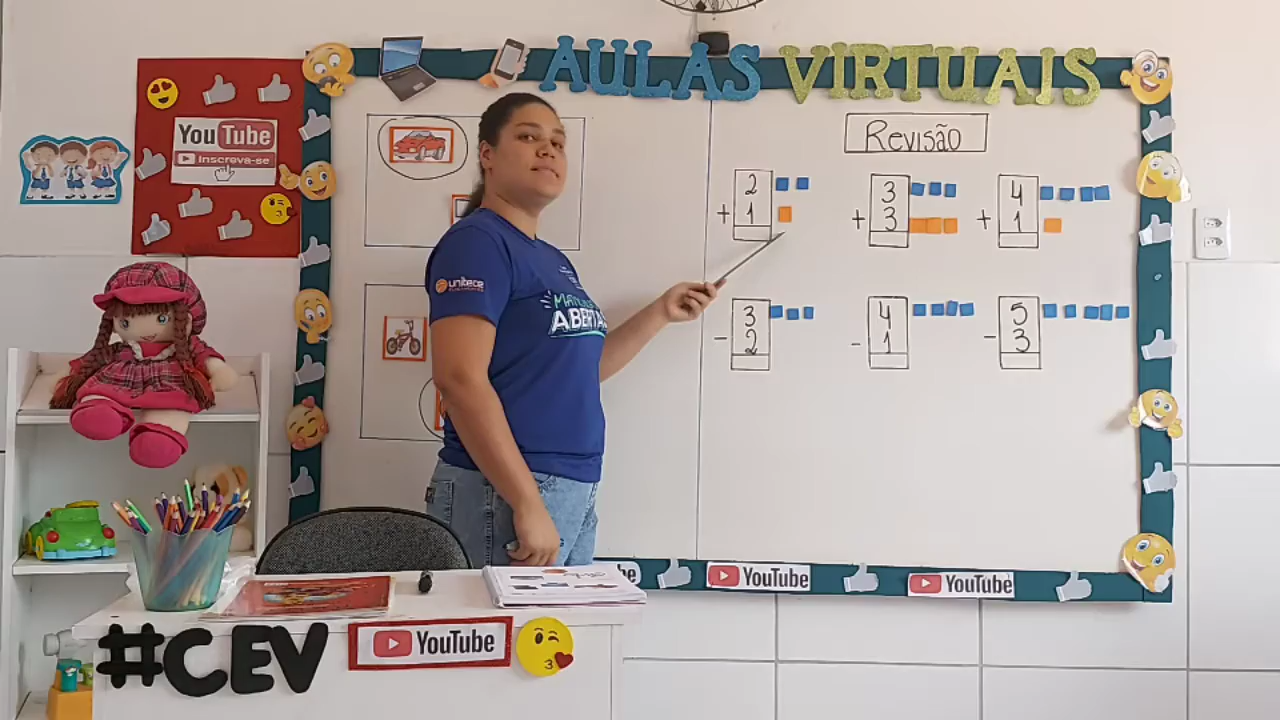 AULAS VIRTUAIS
YouTube
Inscreva-se
Revisão
2
+ 1
3
+ 3
4
+ 1
3
- 2
4
- 1
5
- 3
unitece
ABERTA
YouTube
YouTube
#CEV
YouTube